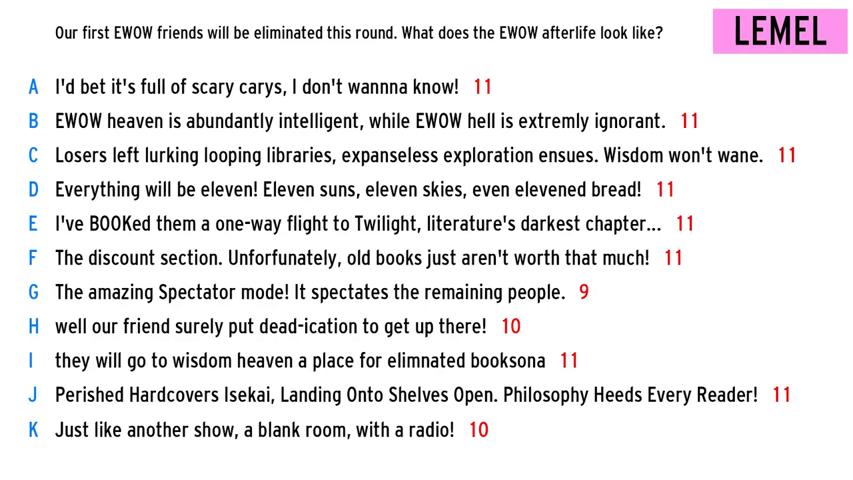 Our first EWOW friends will be eliminated this round. What does the EWOW afterlife look like?
LEMEL
A I'd bet it's full of scary carys, I don't wannna know! 11
B EWOW heaven is abundantly intelligent, while EWOW hell is extremly ignorant. 11
C Losers left lurking looping libraries, expanseless exploration ensues. Wisdom won't wane. 11
D Everything will be eleven! Eleven suns, eleven skies, even elevened bread! 11
E I've BOOKed them a one-way flight to Twilight, literature's darkest chapter... 11
F The discount section. Unfortunately, old books just aren't worth that much! 11
G The amazing Spectator mode! It spectates the remaining people. 9
H well our friend surely put dead-ication to get up there! 10
I they will go to wisdom heaven a place for elimnated booksona 11
J Perished Hardcovers Isekai, Landing Onto Shelves Open. Philosophy Heeds Every Reader! 11
K Just like another show, a blank room, with a radio! 10